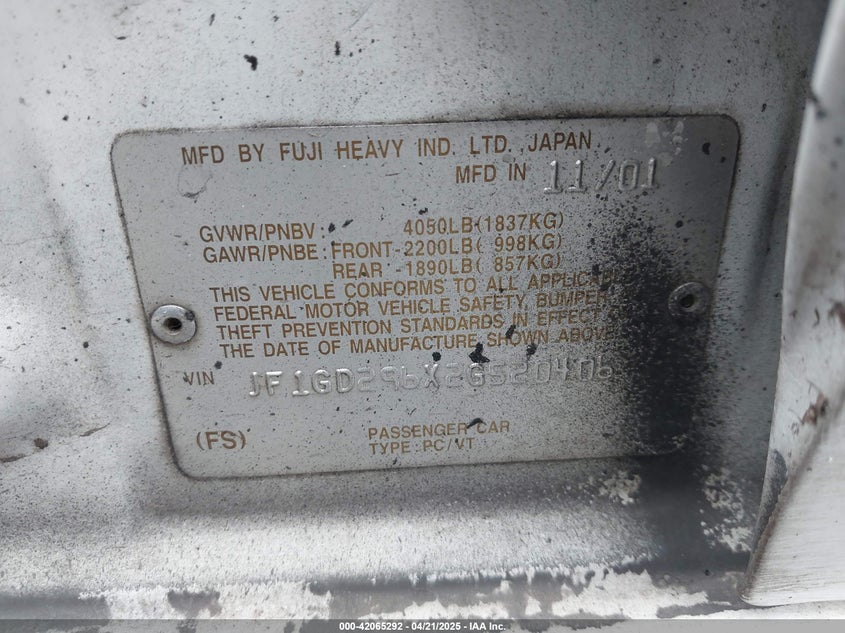 MFD BY FUJI HEAVY IND. LTD., JAPAN
MFD IN 11/01
GVWR/PNBV: 4050LB(1837KG)
GAWR/PNBE: FRONT-2200LB( 998KG)
REAR -1890LB( 857KG)
THIS VEHICLE CONFORMS TO ALL
FEDERAL MOTOR VEHICLE SAFETY, BUMPER
THEFT PREVENTION STANDARDS IN EFFECT
THE DATE OF MANUFACTURE SHOWN ABOVE
VIN JF1GD296X2G520406
(FS) PASSENGER CAR
TYPE:PC/VT
000-42065292 - 04/21/2025 - IAA Inc.